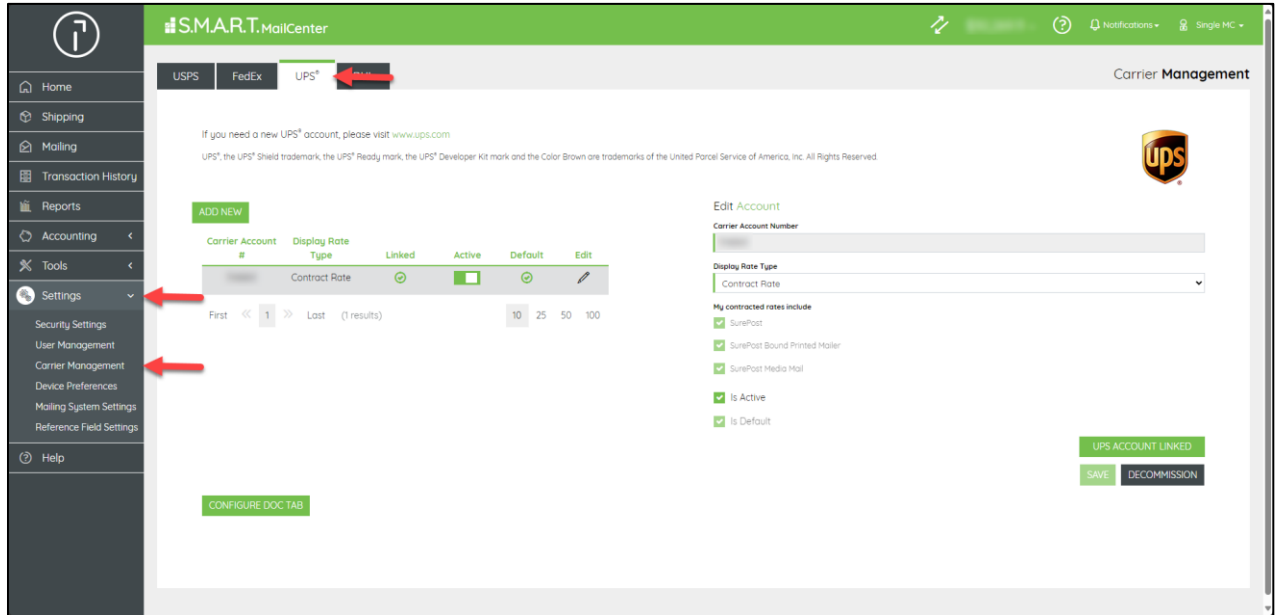 S.M.A.R.T. MailCenter
Notifications
Single MC
Home
Shipping
Mailing
Transaction History
Reports
Accounting
Tools
Settings
Security Settings
User Management
Carrier Management
Device Preferences
Mailing System Settings
Reference Field Settings
Help
USPS FedEx UPS®
Carrier Management
If you need a new UPS® account, please visit www.ups.com
UPS®, the UPS® Shield trademark, the UPS® Ready mark, the UPS® Developer Kit mark and the Color Brown are trademarks of the United Parcel Service of America, Inc. All Rights Reserved.
ups
ADD NEW
Carrier Account # Display Rate Type Linked Active Default Edit
Contract Rate
First « 1 » Last (1 results) 10 25 50 100
CONFIGURE DOC TAB
Edit Account
Carrier Account Number
Display Rate Type
Contract Rate
My contracted rates include
SurePost
SurePost Bound Printed Mailer
SurePost Media Mail
Is Active
Is Default
UPS ACCOUNT LINKED
SAVE DECOMMISSION